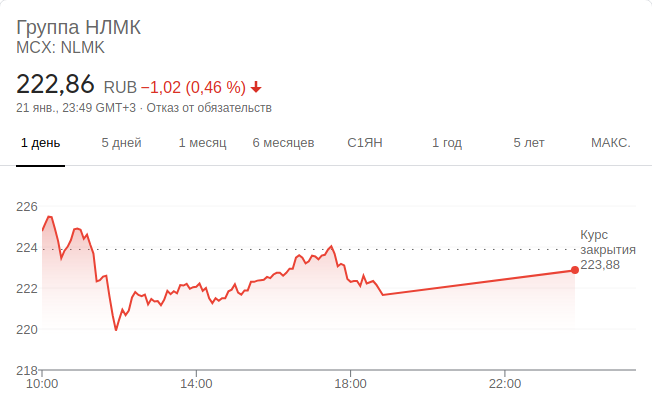 Группа НЛМК
MCX: NLMK
222,86 RUB −1,02 (0,46 %)
21 янв., 23:49 GMT+3 · Отказ от обязательств
1 день 5 дней 1 месяц 6 месяцев С1ЯН 1 год 5 лет МАКС.
226
224
222
220
218
Курс
закрытия
223,88
10:00 14:00 18:00 22:00